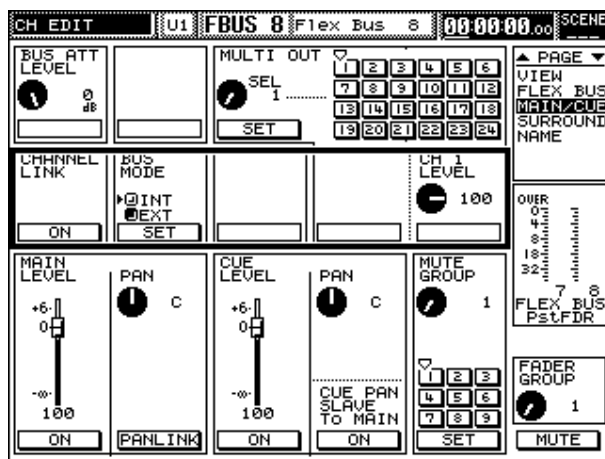 CH EDIT U1 FBUS 8 Flex Bus 8 00:00:00.00 SCENE
BUS ATT
LEVEL
0
dB
MULTI OUT
SEL
1
SET
1 2 3 4 5 6
7 8 9 10 11 12
13 14 15 16 17 18
19 20 21 22 23 24
▲ PAGE ▼
VIEW
FLEX BUS
MAIN/CUE
SURROUND
NAME
CHANNEL
LINK
ON
BUS
MODE
INT
EXT
SET
CH 1
LEVEL
100
OVER
0
4
8
18
32
7 8
FLEX BUS
PstFDR
MAIN
LEVEL
+6
0
-∞
100
ON
PAN
C
PANLINK
CUE
LEVEL
+6
0
-∞
100
ON
PAN
C
CUE PAN
SLAVE
TO MAIN
ON
MUTE
GROUP
1
1 2 3
4 5 6
7 8 9
SET
FADER
GROUP
1
MUTE